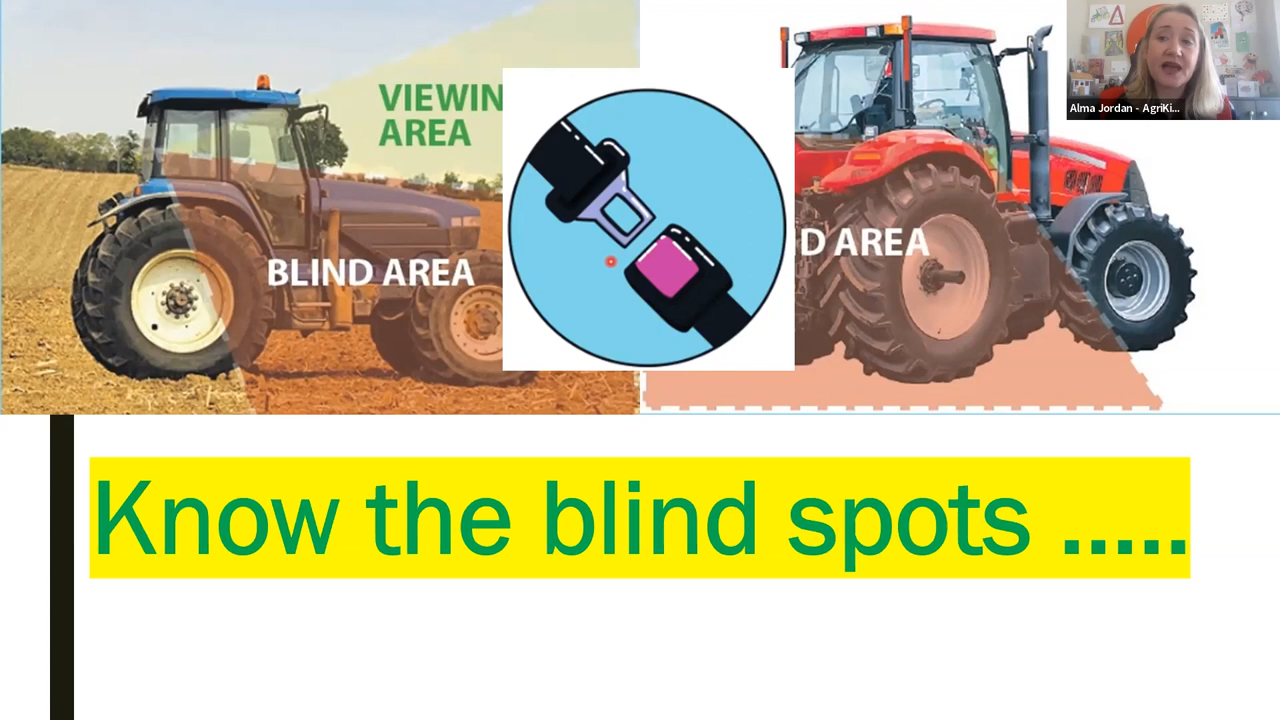 VIEWIN
AREA
BLIND AREA
D AREA
Alma Jordan - AgriKi...
Know the blind spots .....